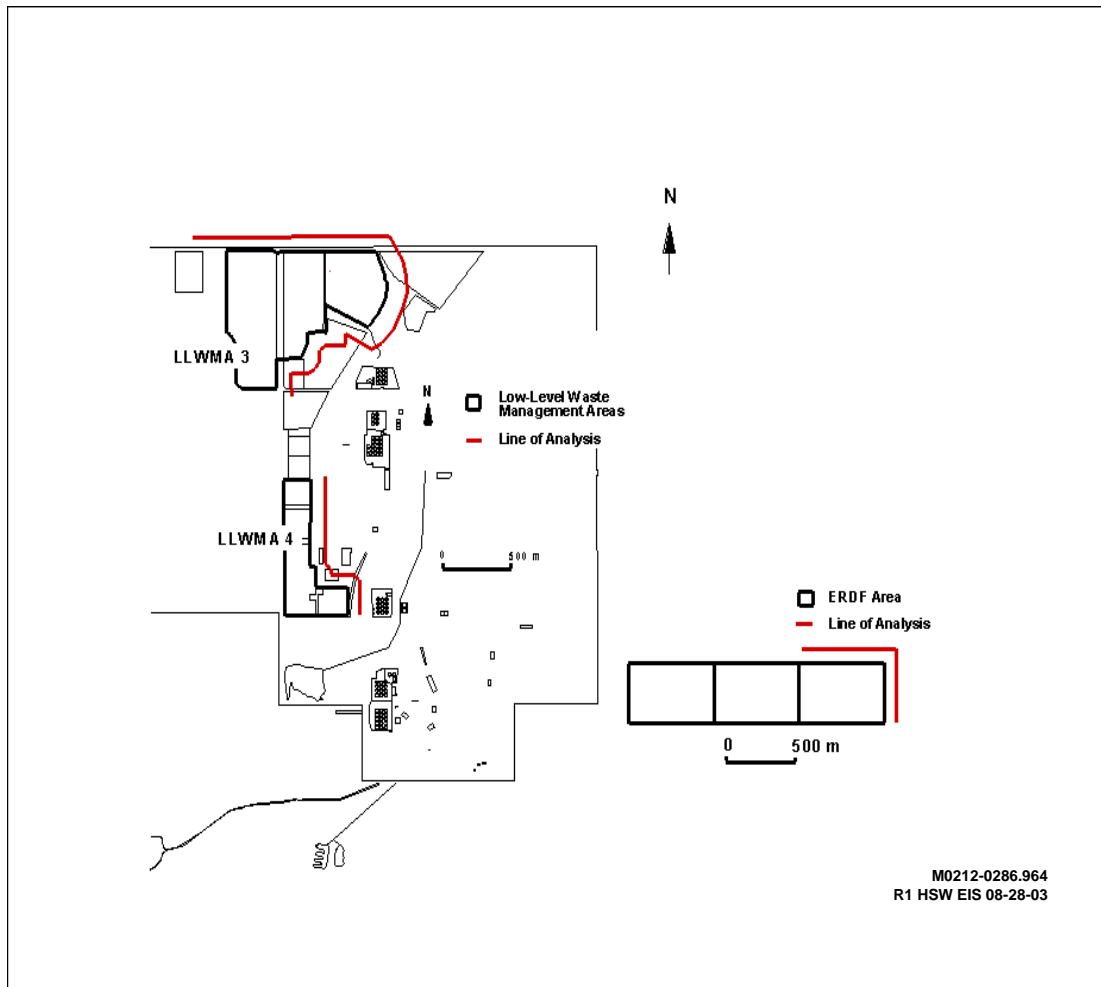 N
LLWMA 3
N
Low-Level Waste
Management Areas
Line of Analysis
LLWMA 4
0 500 m
ERDF Area
Line of Analysis
0 500 m
M0212-0286.964
R1 HSW EIS 08-28-03